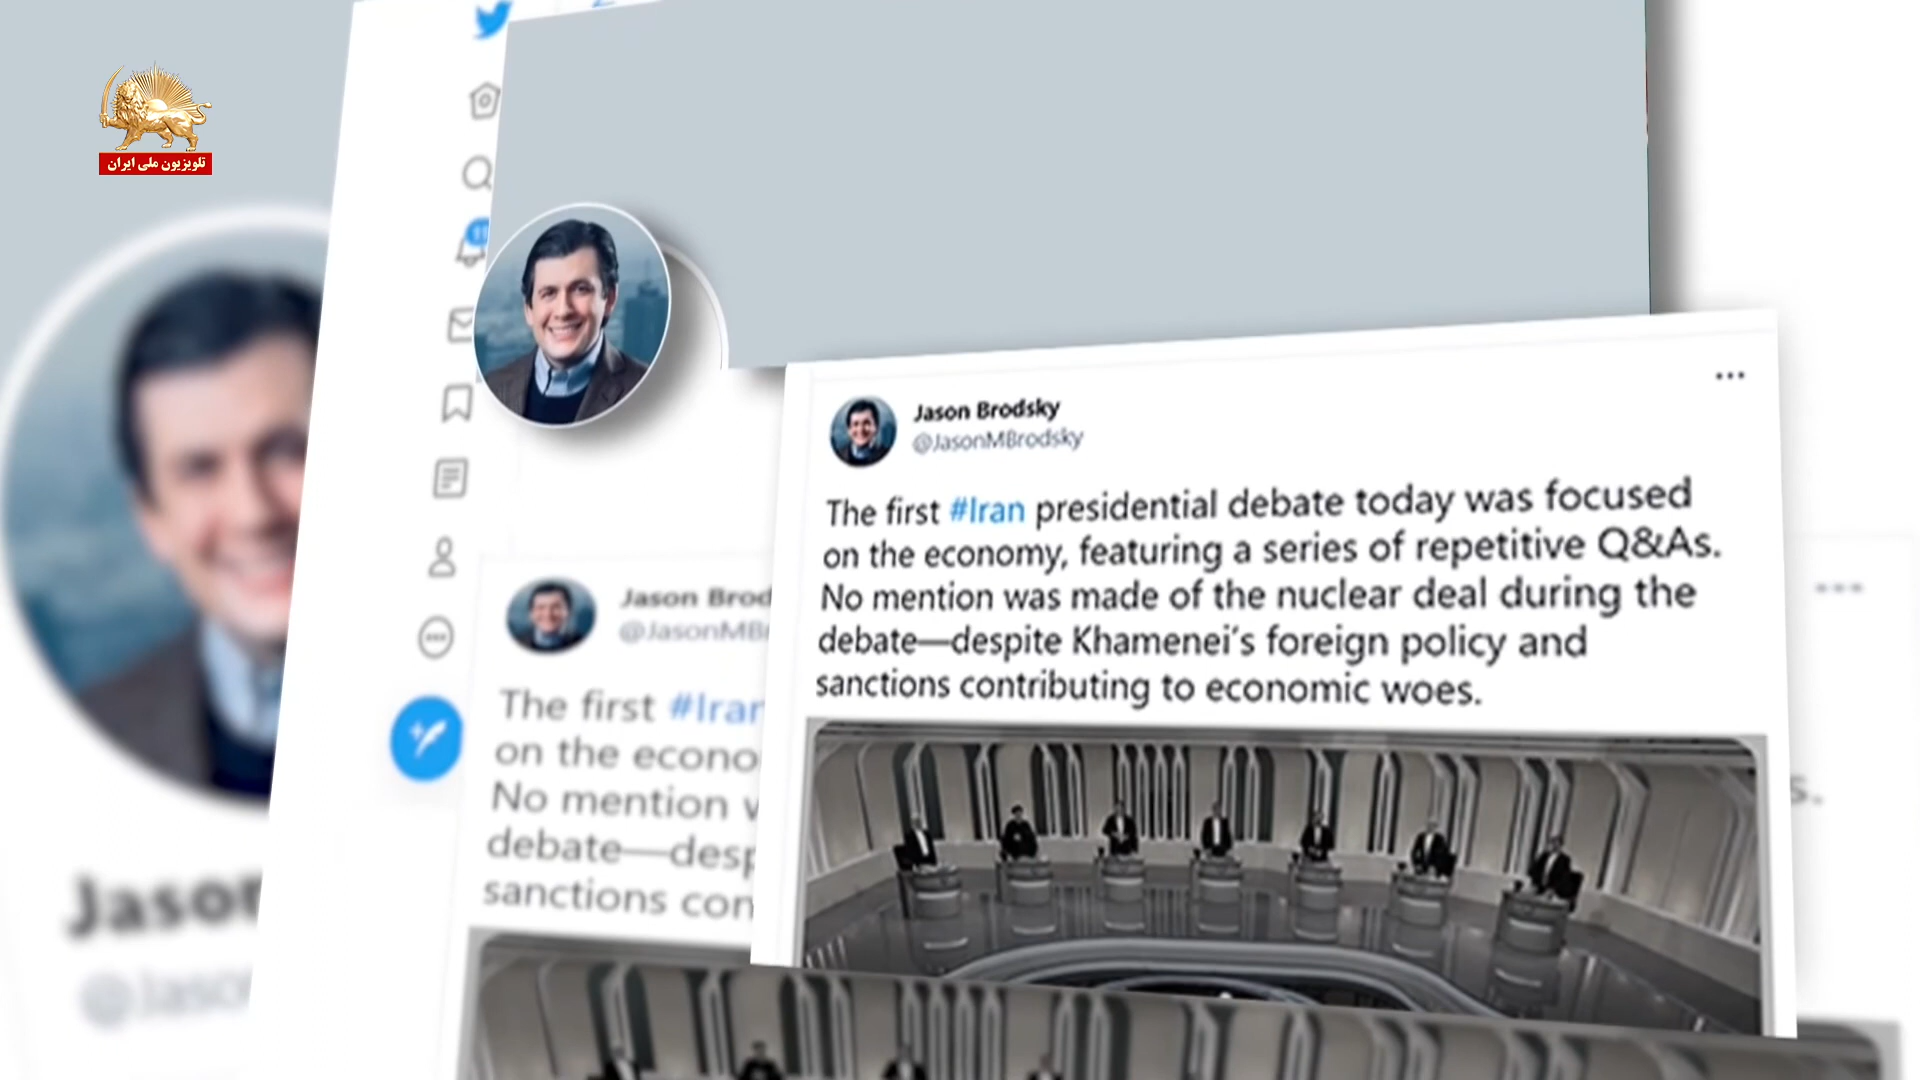 تلویزیون ملی ایران
11
Jason Brodsky
@JasonMBrodsky
The first #Iran presidential debate today was focused
on the economy, featuring a series of repetitive Q&As.
No mention was made of the nuclear deal during the
debate—despite Khamenei's foreign policy and
sanctions contributing to economic woes.
Jason Brod
@JasonMB
The first #Iran
on the econo
No mention w
debate—desp
sanctions con
Jason
@Jaso
s.